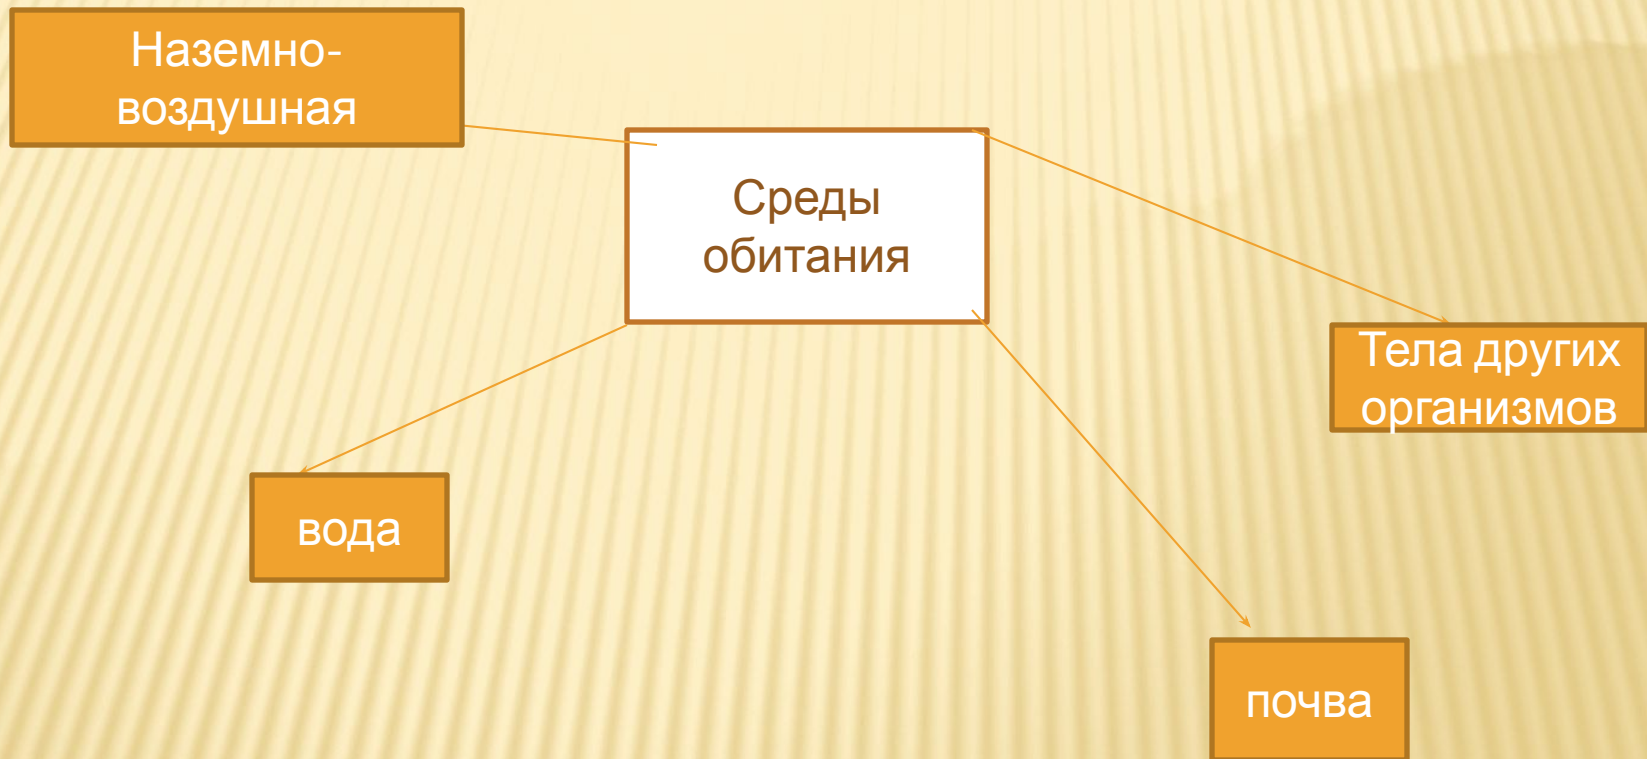 Наземно-
воздушная
Среды
обитания
Тела других
организмов
вода
почва